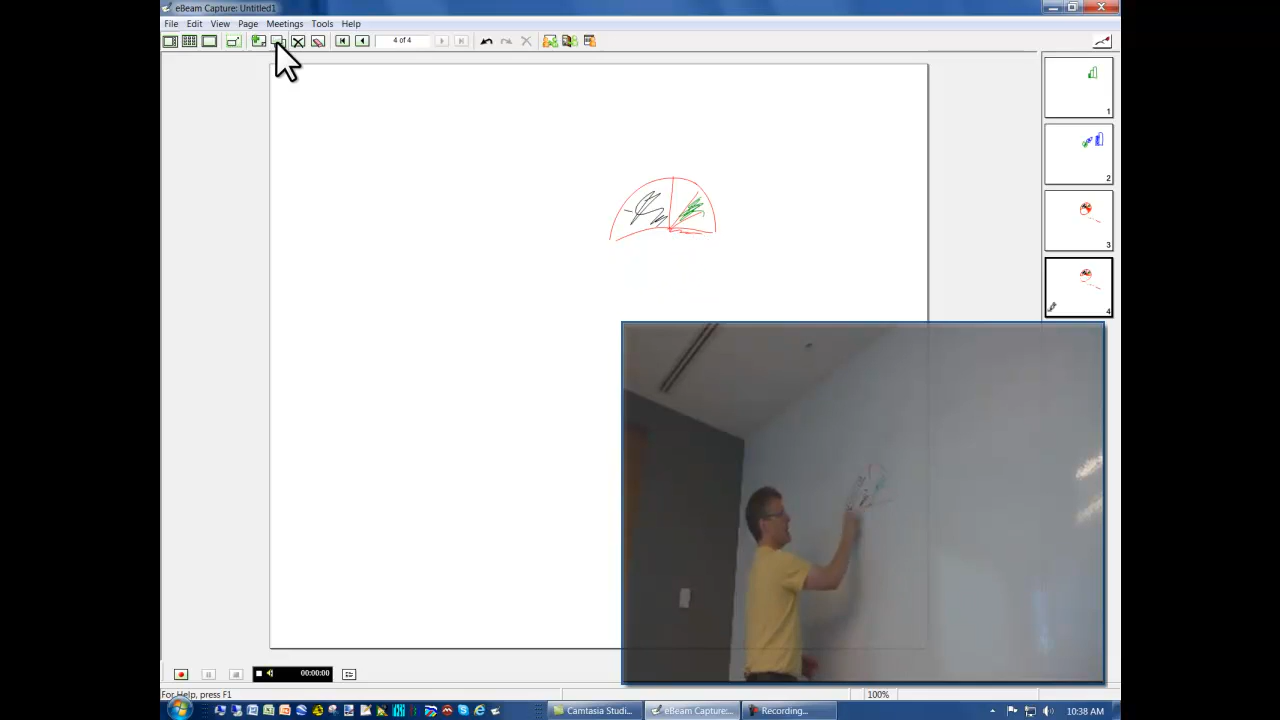 eBeam Capture: Untitled1
File Edit View Page Meetings Tools Help
4 of 4
1
2
3
4
00:00:00
For Help, press F1
100%
Camtasia Studi...
eBeam Capture:...
Recording...
10:38 AM